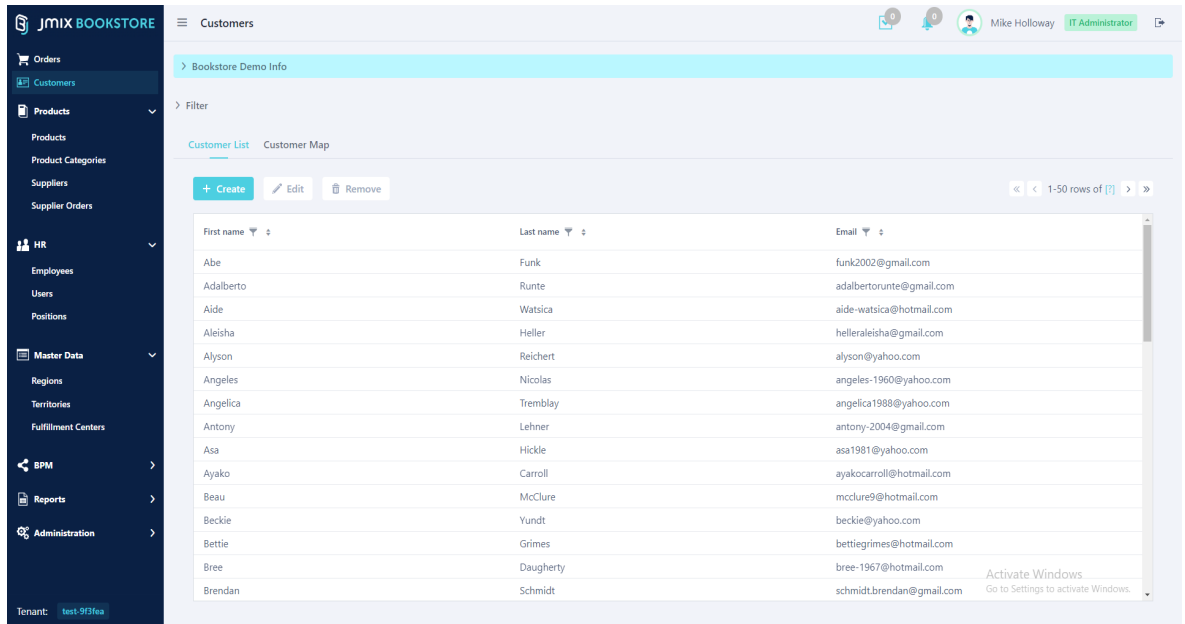 JMIX BOOKSTORE
Customers
0
0
Mike Holloway
IT Administrator
Orders
Customers
Products
Products
Product Categories
Suppliers
Supplier Orders
HR
Employees
Users
Positions
Master Data
Regions
Territories
Fulfillment Centers
BPM
Reports
Administration
Tenant: test-9f3fea
> Bookstore Demo Info
> Filter
Customer List Customer Map
+ Create Edit Remove
« < 1-50 rows of [?] > »
First name Last name Email
Abe Funk funk2002@gmail.com
Adalberto Runte adalbertorunte@gmail.com
Aide Watsica aide-watsica@hotmail.com
Aleisha Heller helleraleisha@gmail.com
Alyson Reichert alyson@yahoo.com
Angeles Nicolas angeles-1960@yahoo.com
Angelica Tremblay angelica1988@yahoo.com
Antony Lehner antony-2004@gmail.com
Asa Hickle asa1981@yahoo.com
Ayako Carroll ayakocarroll@hotmail.com
Beau McClure mcclure9@hotmail.com
Beckie Yundt beckie@yahoo.com
Bettie Grimes bettiegrimes@hotmail.com
Bree Daugherty bree-1967@hotmail.com
Brendan Schmidt schmidt.brendan@gmail.com
Activate Windows
Go to Settings to activate Windows.